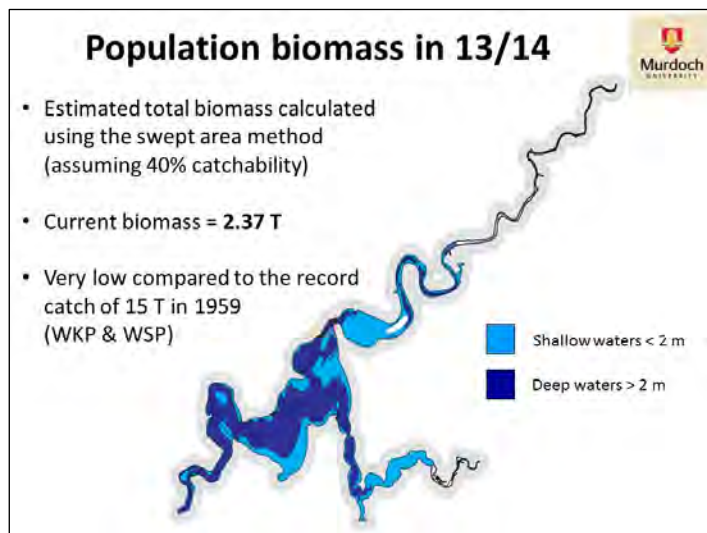 Population biomass in 13/14
Murdoch
UNIVERSITY
• Estimated total biomass calculated
using the swept area method
(assuming 40% catchability)
• Current biomass = 2.37 T
• Very low compared to the record
catch of 15 T in 1959
(WKP & WSP)
Shallow waters < 2 m
Deep waters > 2 m